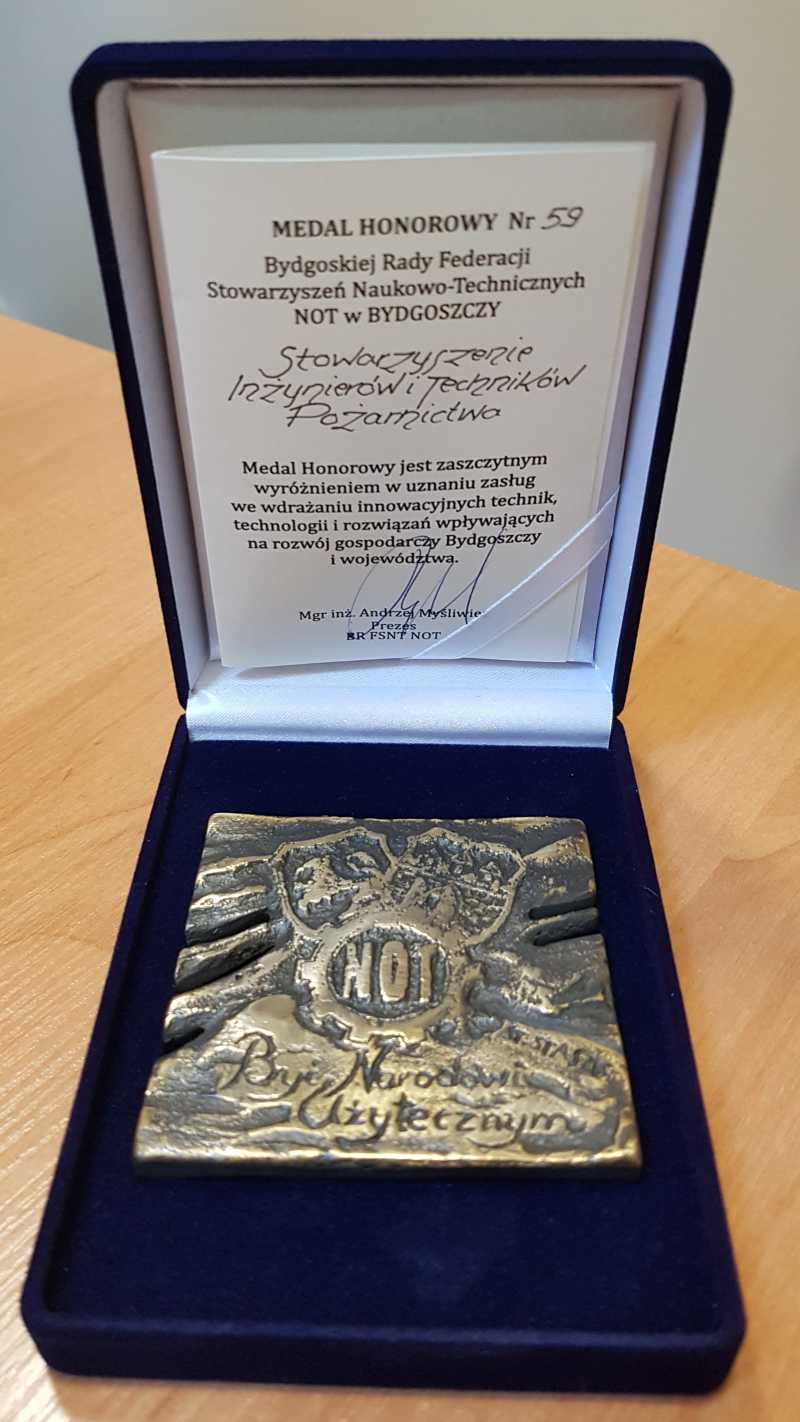 MEDAL HONOROWY Nr 59
Bydgoskiej Rady Federacji
Stowarzyszeń Naukowo-Technicznych
NOT w BYDGOSZCZY
Stowarzyszenie
Inżynierów i Techników
Pożarnictwa
Medal Honorowy jest zaszczytnym
wyróżnieniem w uznaniu zasług
we wdrażaniu innowacyjnych technik,
technologii i rozwiązań wpływających
na rozwój gospodarczy Bydgoszczy
i województwa.
Mgr inż. Andrzej Myśliwie
Prezes
BR FSNT NOT
NOT
Być Narodowi
Użytecznym